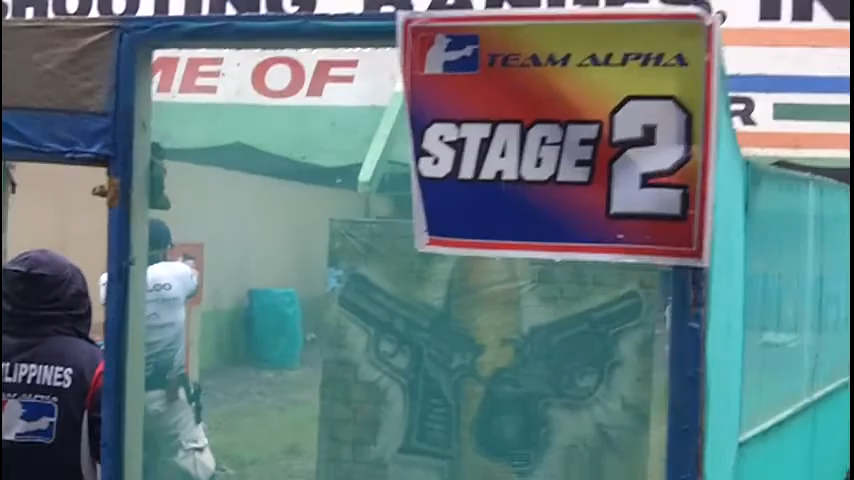 SHOOTING RANGES, IN
ME OF
TEAM ALPHA
STAGE 2
R
PHILIPPINES